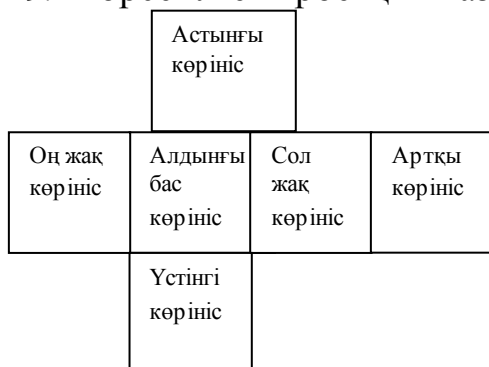 Астынғы
көрініс
Оң жақ
көрініс
Алдынғы
бас
көрініс
Сол
жақ
көрініс
Артқы
көрініс
Үстінгі
көрініс